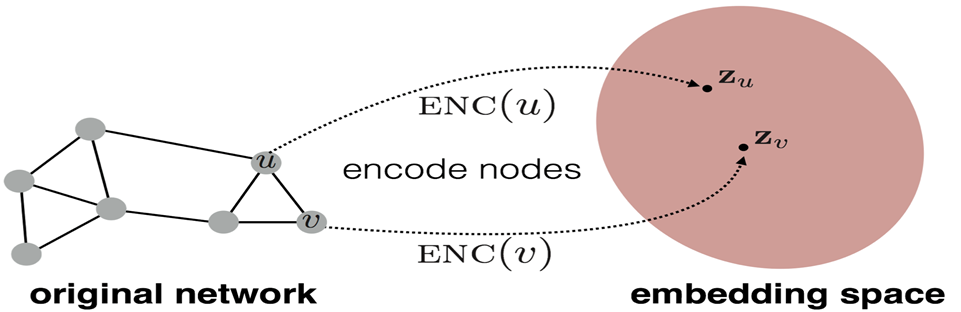 z_u
ENC(u)
u
encode nodes
z_v
v
ENC(v)
original network
embedding space